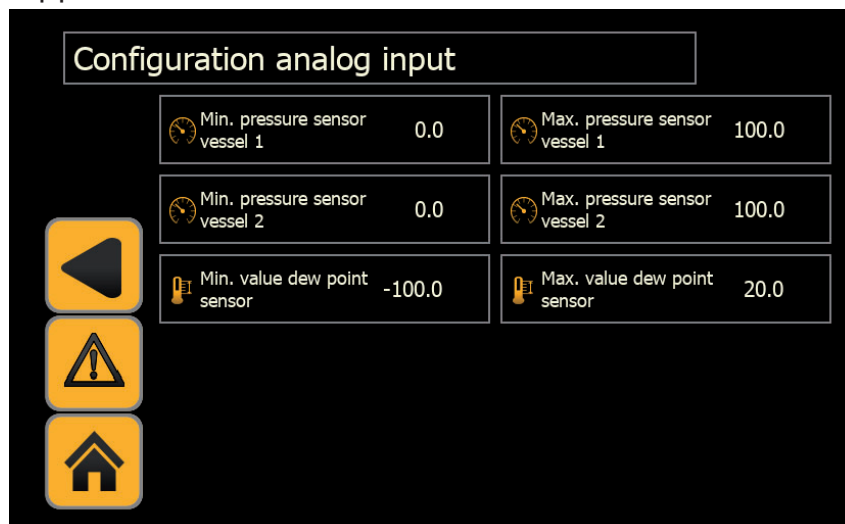 Configuration analog input
Min. pressure sensor
vessel 1
0.0
Max. pressure sensor
vessel 1
100.0
Min. pressure sensor
vessel 2
0.0
Max. pressure sensor
vessel 2
100.0
Min. value dew point
sensor
-100.0
Max. value dew point
sensor
20.0